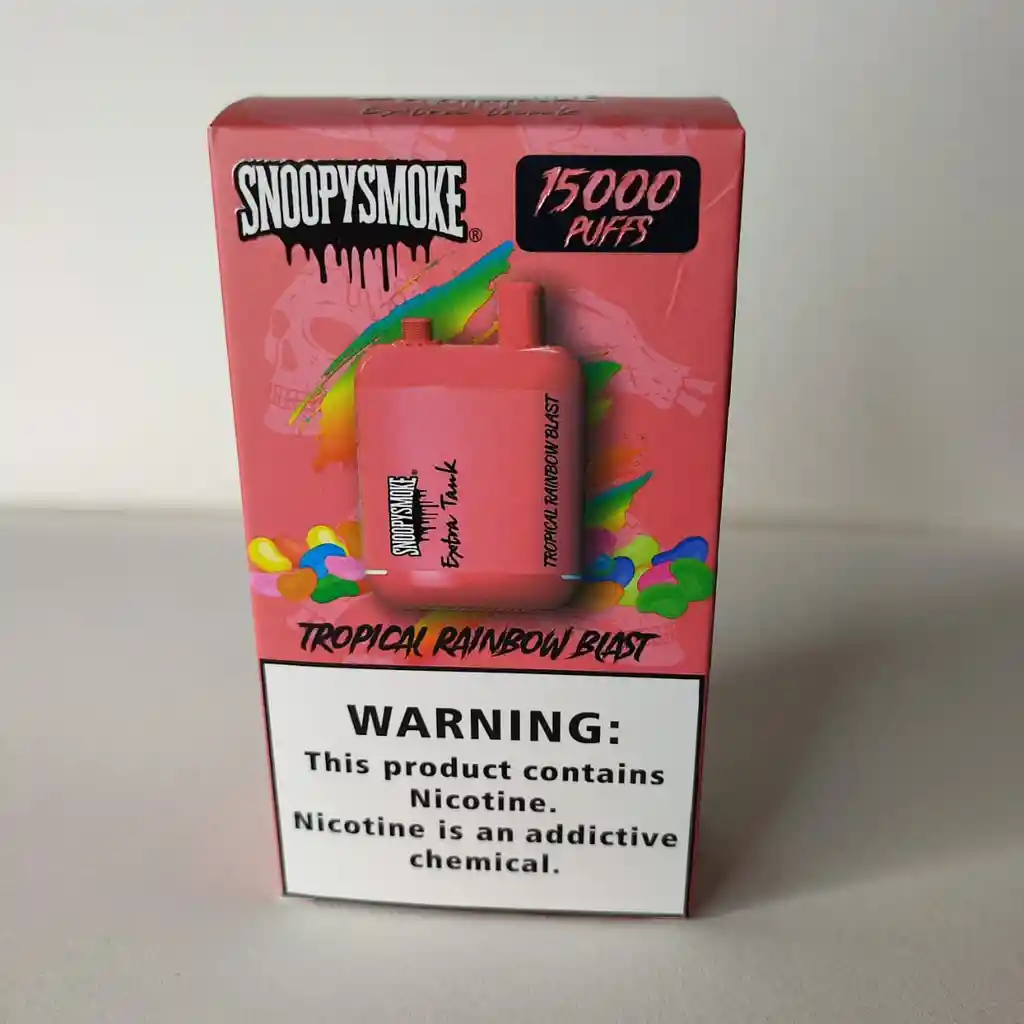 SNOOPYSMOKE®
15000
PUFFS
SNOOPYSMOKE®
Extra Tank
TROPICAL RAINBOW BLAST
TROPICAL RAINBOW BLAST
WARNING:
This product contains
Nicotine.
Nicotine is an addictive
chemical.